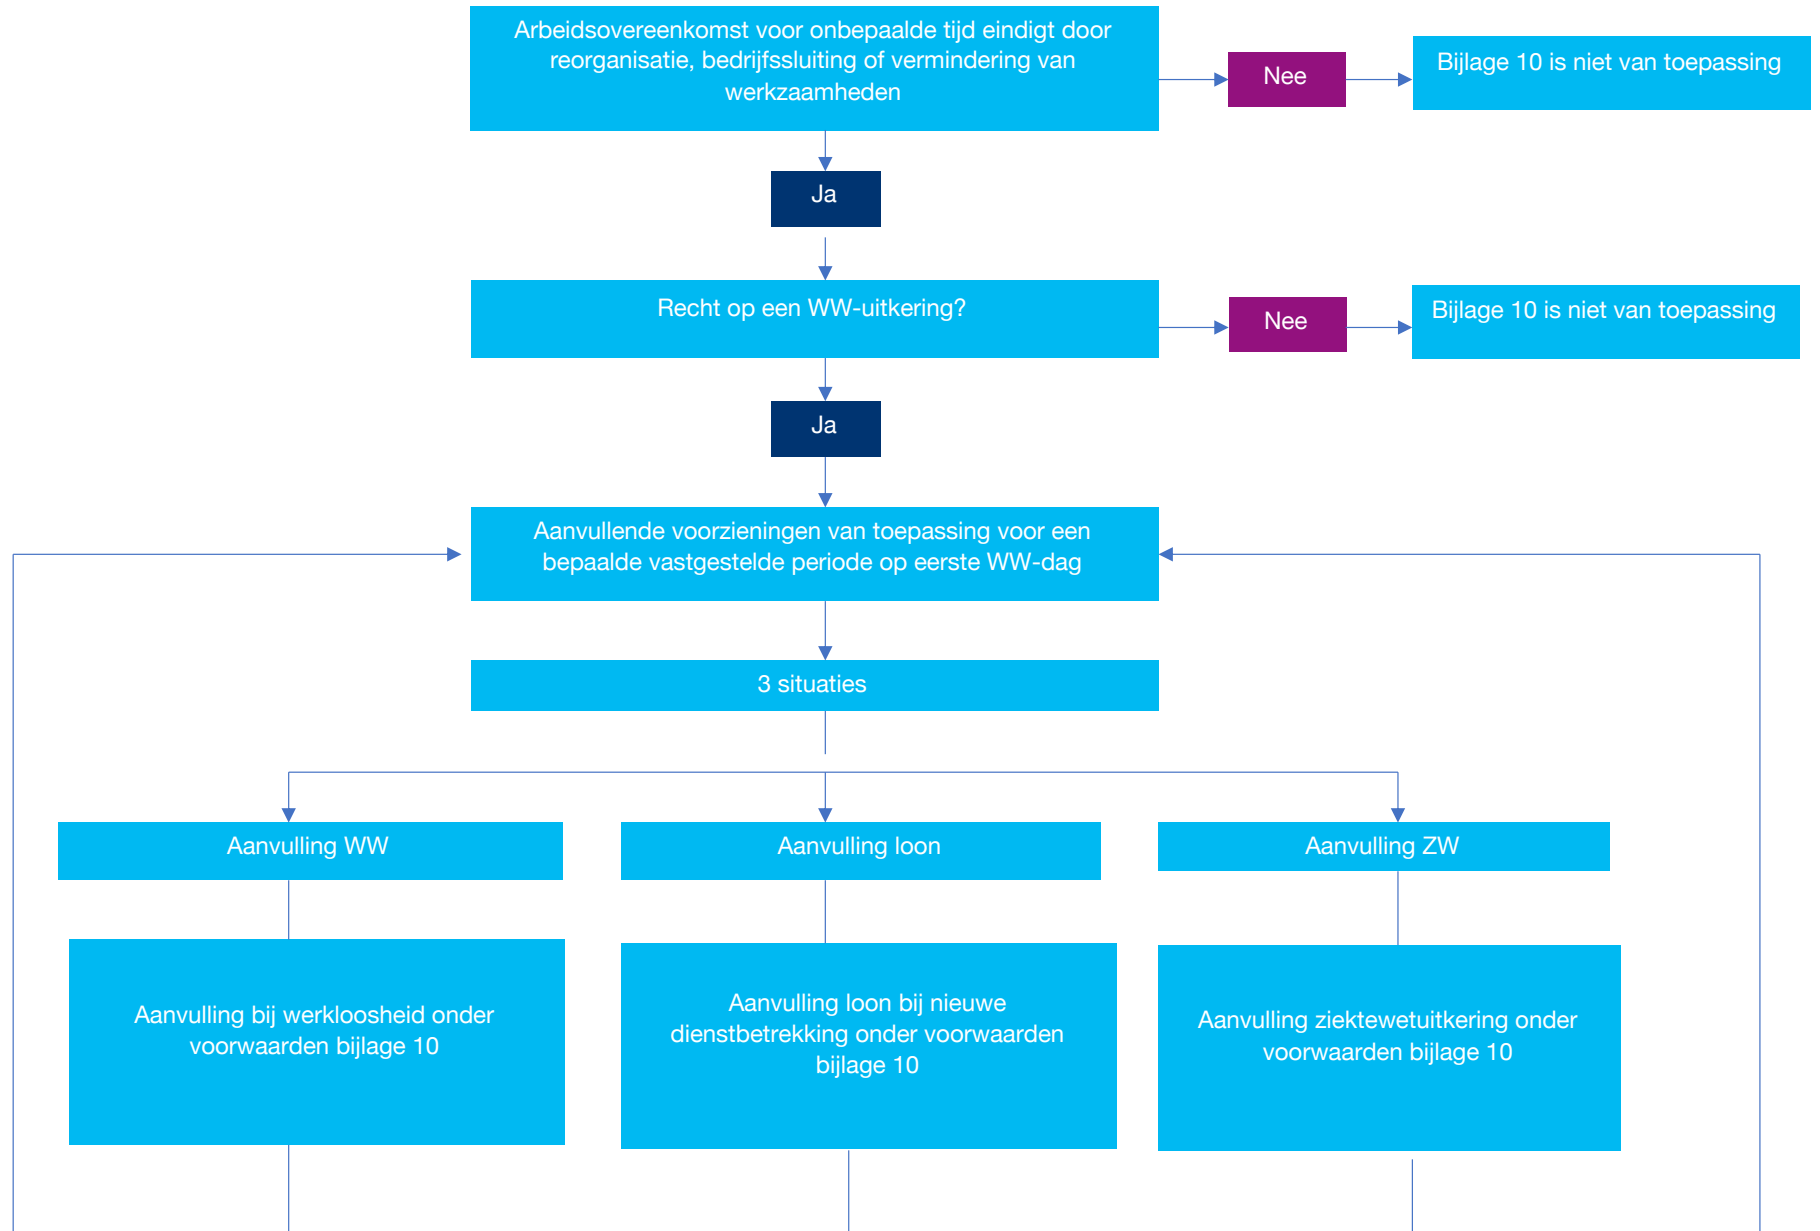 Arbeidsovereenkomst voor onbepaalde tijd eindigt door
reorganisatie, bedrijfssluiting of vermindering van
werkzaamheden
Nee
Bijlage 10 is niet van toepassing
Ja
Recht op een WW-uitkering?
Nee
Bijlage 10 is niet van toepassing
Ja
Aanvullende voorzieningen van toepassing voor een
bepaalde vastgestelde periode op eerste WW-dag
3 situaties
Aanvulling WW
Aanvulling loon
Aanvulling ZW
Aanvulling bij werkloosheid onder
voorwaarden bijlage 10
Aanvulling loon bij nieuwe
dienstbetrekking onder voorwaarden
bijlage 10
Aanvulling ziektewetuitkering onder
voorwaarden bijlage 10